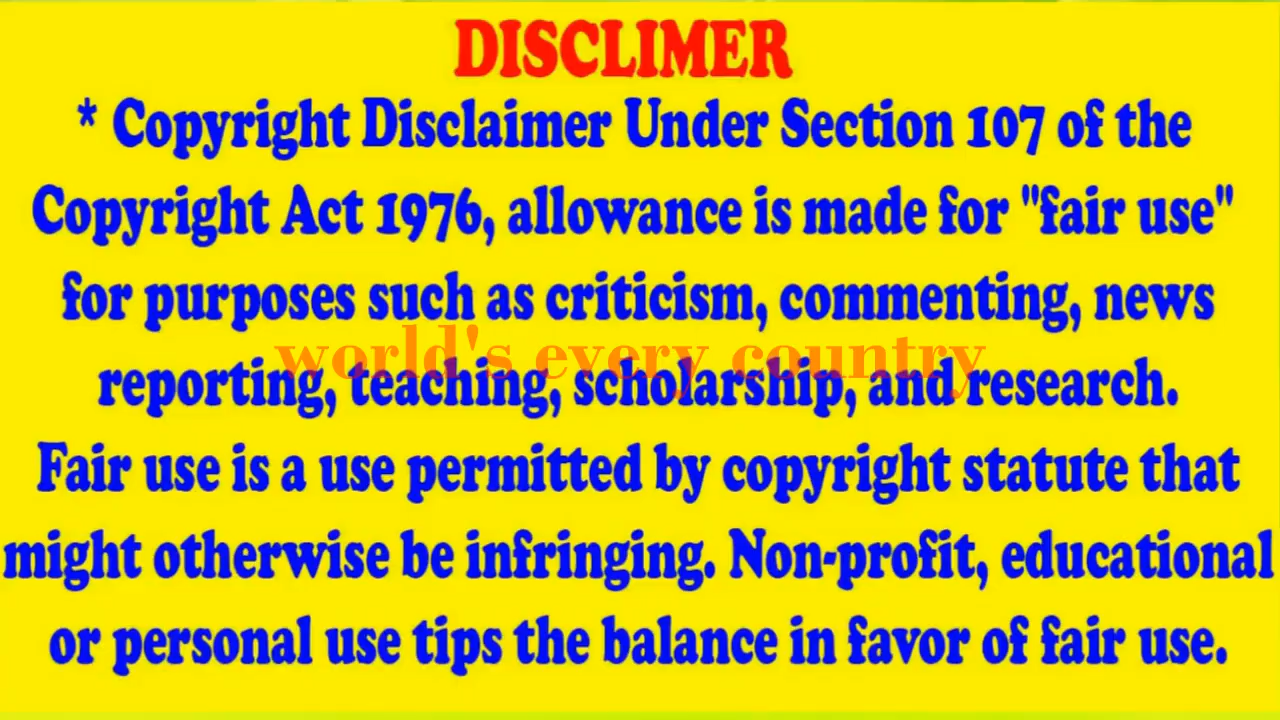 DISCLIMER
* Copyright Disclaimer Under Section 107 of the
Copyright Act 1976, allowance is made for "fair use"
for purposes such as criticism, commenting, news
world's every country
reporting, teaching, scholarship, and research.
Fair use is a use permitted by copyright statute that
might otherwise be infringing. Non-profit, educational
or personal use tips the balance in favor of fair use.